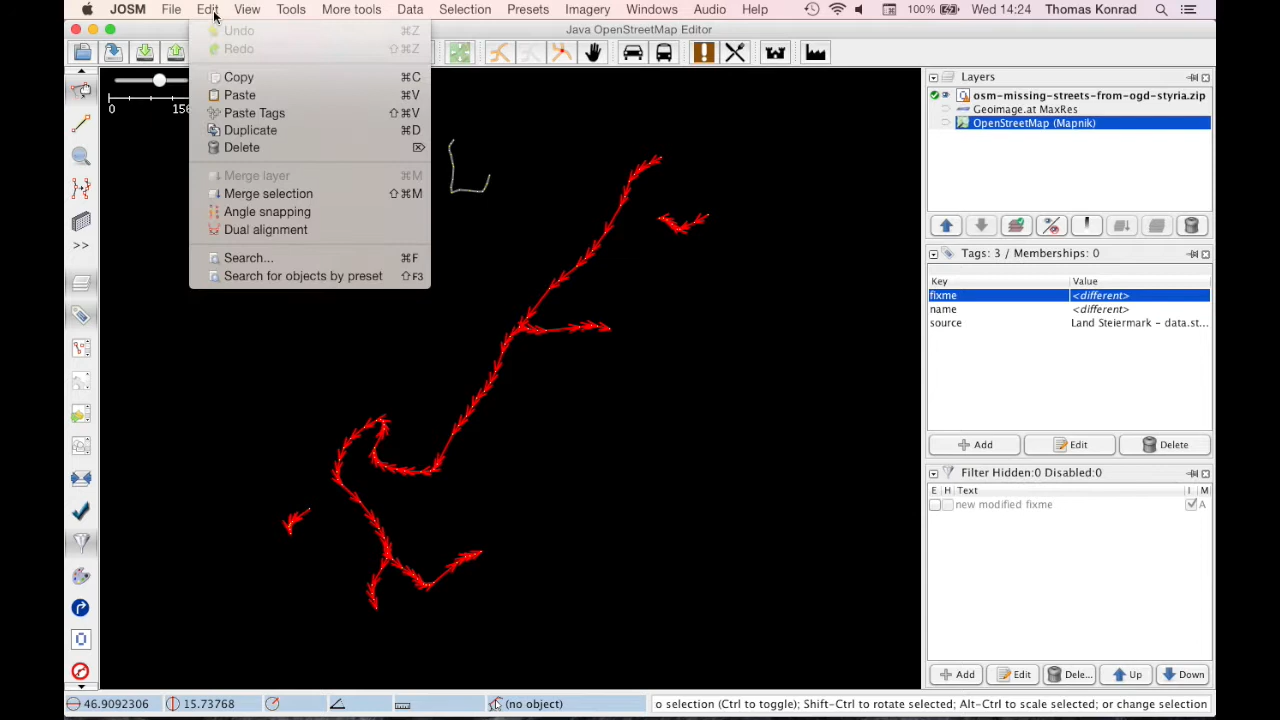 JOSM File Edit View Tools More tools Data Selection Presets Imagery Windows Audio Help 100% Wed 14:24 Thomas Konrad
Java OpenStreetMap Editor
Undo ⌘Z
Redo ⇧⌘Z
Copy ⌘C
Paste ⌘V
Paste Tags ⇧⌘V
Duplicate ⌘D
Delete ⌦
Merge layer ⌘M
Merge selection ⇧⌘M
Angle snapping
Dual alignment
Search... ⌘F
Search for objects by preset ⇧F3
0 156
>>
Layers
osm-missing-streets-from-ogd-styria.zip
Geoimage.at MaxRes
OpenStreetMap (Mapnik)
Tags: 3 / Memberships: 0
Key Value
fixme <different>
name <different>
source Land Steiermark - data.st...
Add Edit Delete
Filter Hidden:0 Disabled:0
E H Text I M
new modified fixme A
Add Edit Dele... Up Down
46.9092306 15.73768 (no object) o selection (Ctrl to toggle); Shift-Ctrl to rotate selected; Alt-Ctrl to scale selected; or change selection